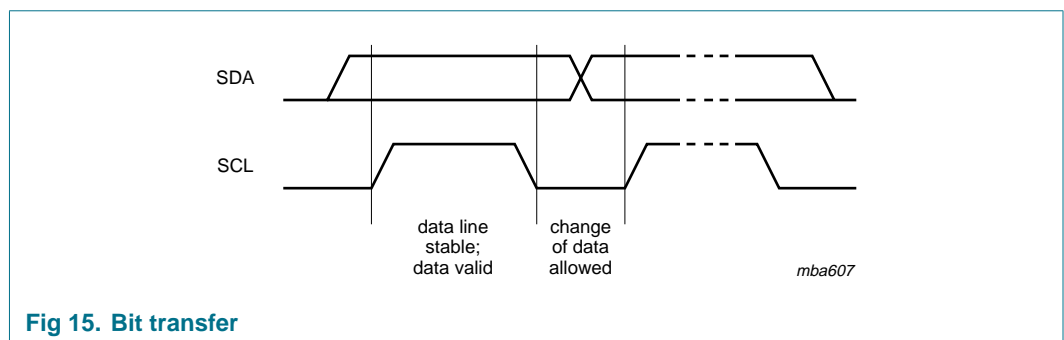 SDA
SCL
data line
stable;
data valid
change
of data
allowed
mba607
Fig 15. Bit transfer